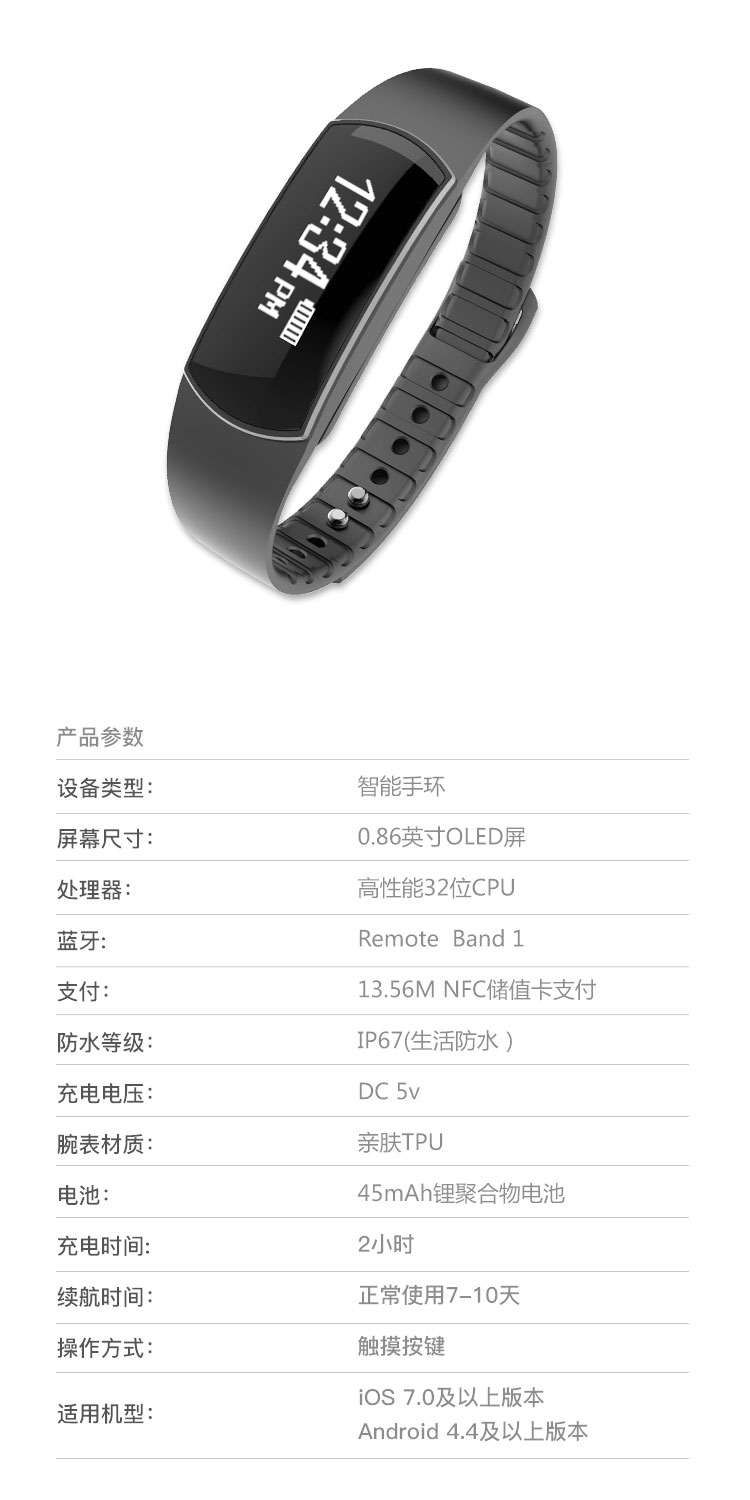 12:34
PM
产品参数
设备类型： 智能手环
屏幕尺寸： 0.86英寸OLED屏
处理器： 高性能32位CPU
蓝牙: Remote Band 1
支付： 13.56M NFC储值卡支付
防水等级： IP67(生活防水 )
充电电压： DC 5v
腕表材质： 亲肤TPU
电池： 45mAh锂聚合物电池
充电时间: 2小时
续航时间： 正常使用7-10天
操作方式： 触摸按键
适用机型： iOS 7.0及以上版本
Android 4.4及以上版本